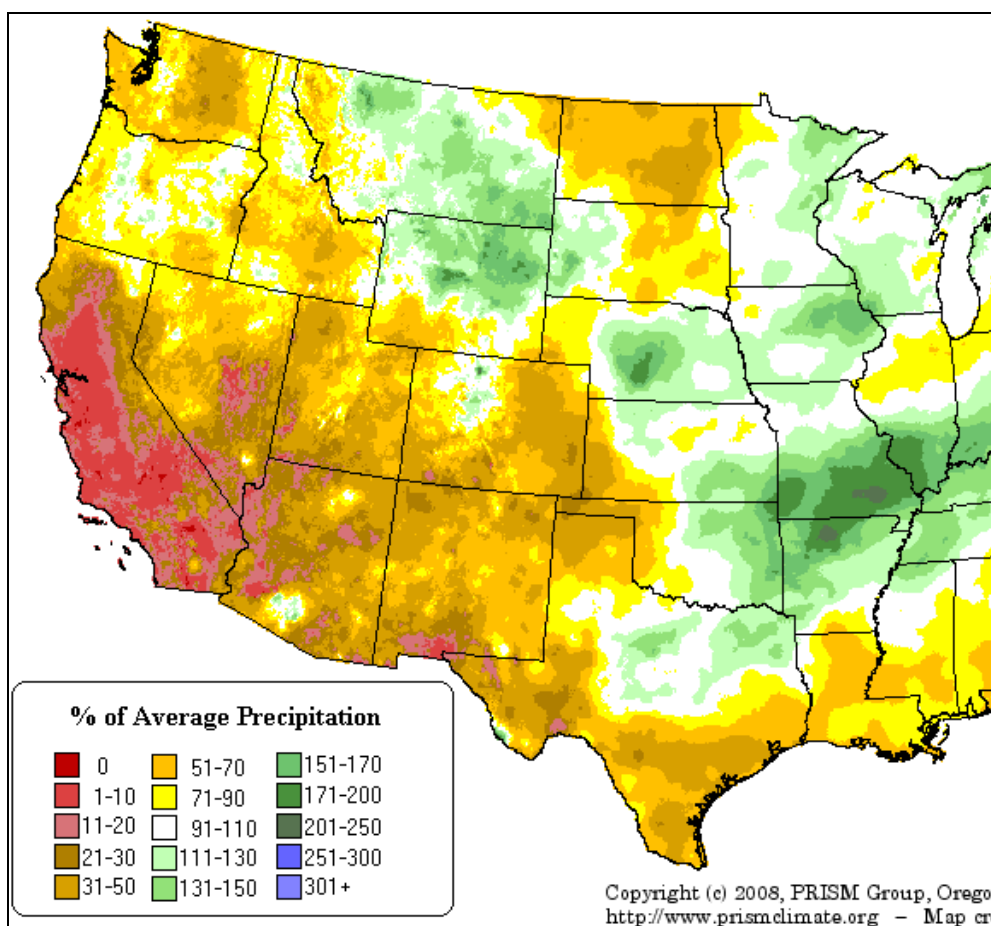 % of Average Precipitation
0 51-70 151-170
1-10 71-90 171-200
11-20 91-110 201-250
21-30 111-130 251-300
31-50 131-150 301+
Copyright (c) 2008, PRISM Group, Orego
http://www.prismclimate.org – Map cr